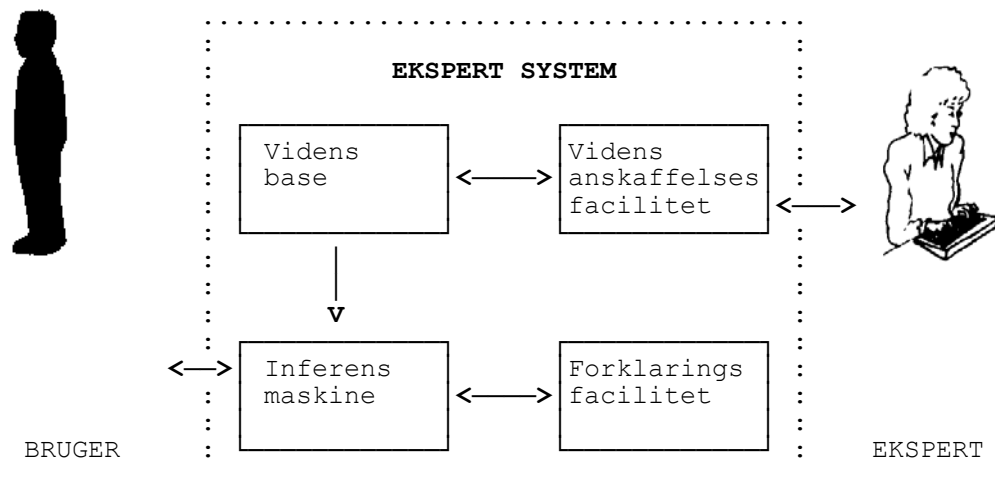 EKSPERT SYSTEM
Videns
base
Videns
anskaffelses
facilitet
Inferens
maskine
Forklarings
facilitet
BRUGER
EKSPERT